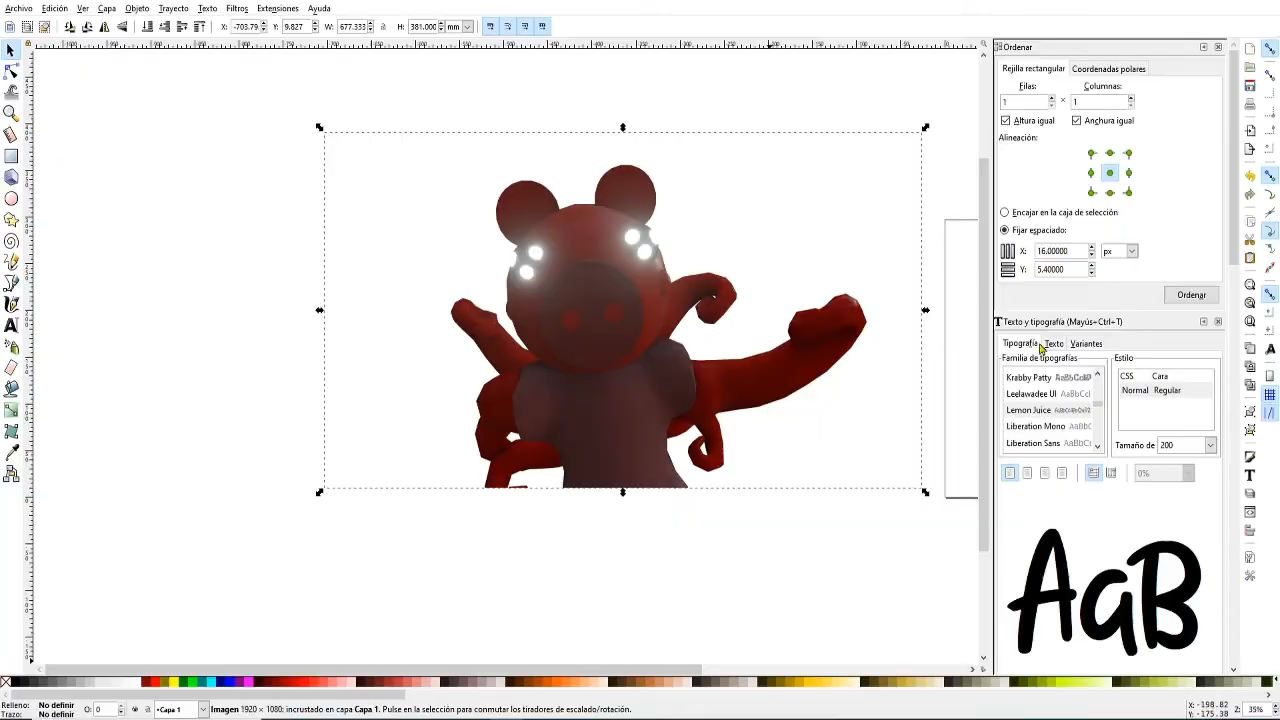 Archivo Edición Ver Capa Objeto Trayecto Texto Filtros Extensiones Ayuda
X: -703.79 Y: 9.827 W: 677.333 H: 381.000 mm
Ordenar
Rejilla rectangular Coordenadas polares
Filas: Columnas:
1 × 1
Altura igual Anchura igual
Alineación:
Encajar en la caja de selección
Fijar espaciado:
X: 16.00000 px
Y: 5.40000
Ordenar
Texto y tipografía (Mayús+Ctrl+T)
Tipografía Texto Variantes
Familia de tipografías Estilo
Krabby Patty AaBbCcI
CSS Cara
Leelawadee UI AaBbCcI
Normal Regular
Lemon Juice
Liberation Mono AaBb
Liberation Sans AaBbCc
Tamaño de 200
0%
AaB
Relleno: No definir
Trazo: No definir
O: 0
Capa 1
Imagen 1920 × 1080: incrustado en capa Capa 1. Pulse en la selección para conmutar los tiradores de escalado/rotación.
X: -198.82
Y: -175.38
Z: 35%